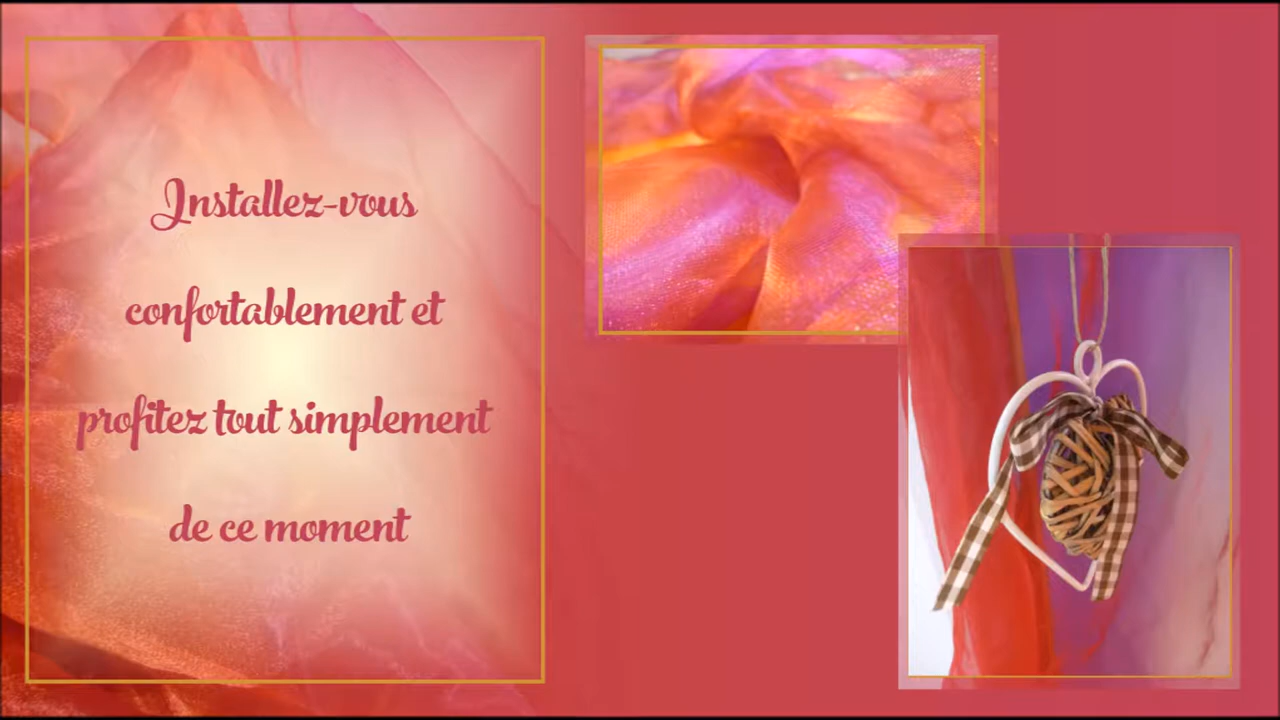 Installez-vous
confortablement et
profitez tout simplement
de ce moment